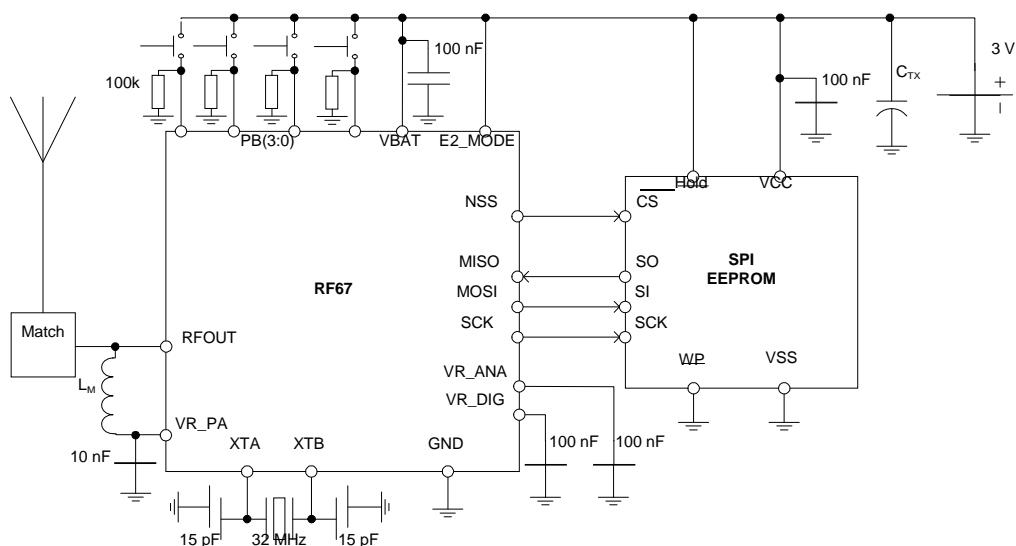 3 V
100 nF
100 nF
C_TX
100k
+
PB(3:0)
VBAT
E2_MODE
Hold
VCC
NSS
CS
SPI
EEPROM
MISO
SO
RF67
MOSI
SI
SCK
SCK
Match
RFOUT
WP
VSS
VR_ANA
L_M
VR_DIG
VR_PA
XTA
XTB
GND
100 nF
100 nF
10 nF
15 pF
32 MHz
15 pF